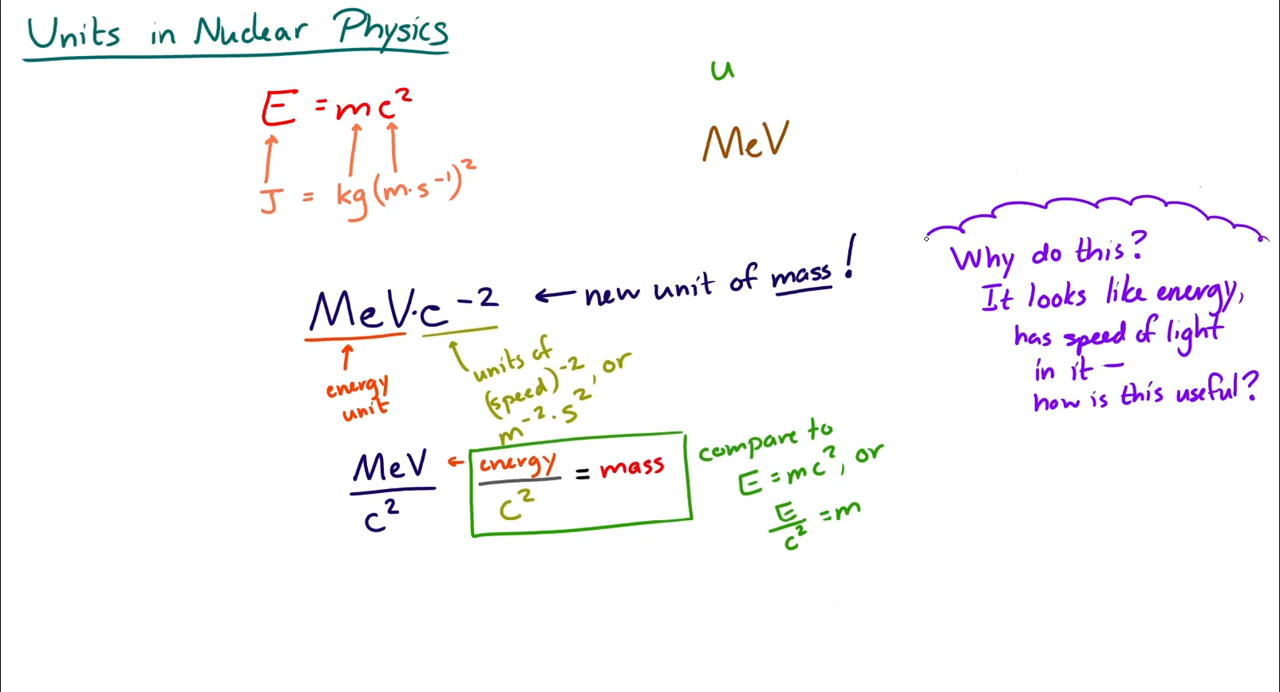 Units in Nuclear Physics
E = mc²
J = kg(m·s⁻¹)²
u
MeV
MeV·c⁻² ← new unit of mass!
energy
unit
units of
(speed)⁻², or
m⁻²·s²
Why do this?
It looks like energy,
has speed of light
in it –
how is this useful?
MeV/c² ← energy/c² = mass
compare to
E = mc², or
E/c² = m